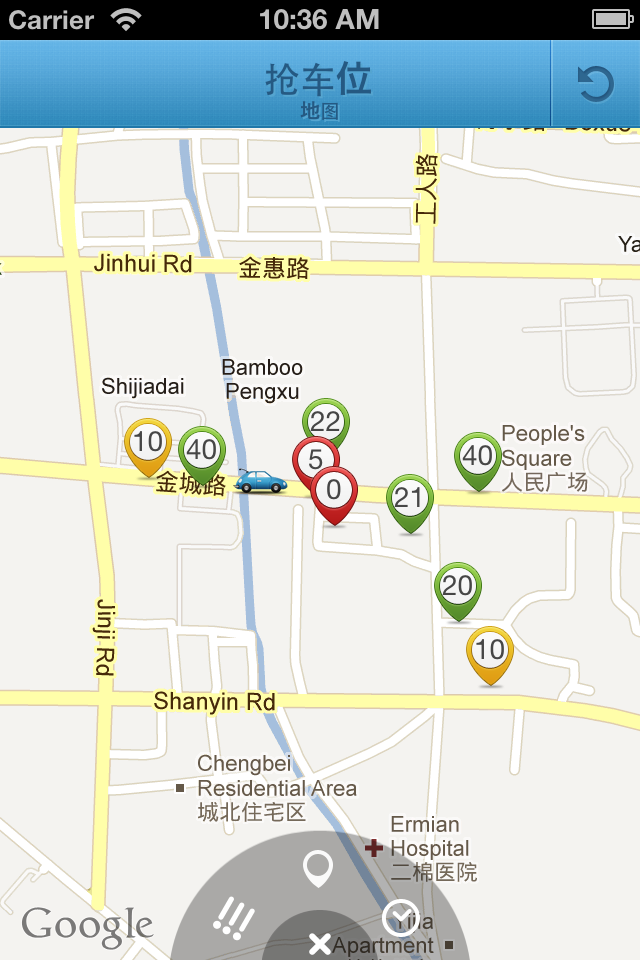 Carrier
10:36 AM
抢车位
地图
工人路
Ya
Jinhui Rd
金惠路
Bamboo
Pengxu
Shijiadai
22
10
40
5
40
People's
Square
人民广场
金城路
0
21
20
Jinji Rd
10
Shanyin Rd
Chengbei
Residential Area
城北住宅区
Ermian
Hospital
二棉医院
!!!
Google
Yijia
Apartment